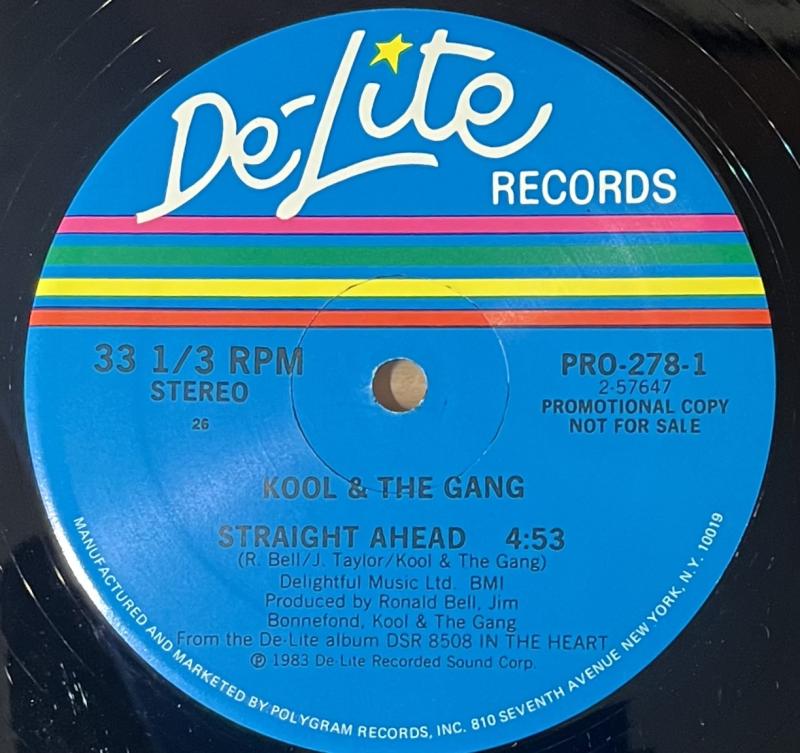 De-Lite
RECORDS
33 1/3 RPM
STEREO
26
PRO-278-1
2-57647
PROMOTIONAL COPY
NOT FOR SALE
KOOL & THE GANG
STRAIGHT AHEAD 4:53
(R. Bell/J. Taylor/Kool & The Gang)
Delightful Music Ltd. BMI
Produced by Ronald Bell, Jim
Bonnefond, Kool & The Gang
From the De-Lite album DSR 8508 IN THE HEART
℗ 1983 De-Lite Recorded Sound Corp.
MANUFACTURED AND MARKETED BY POLYGRAM RECORDS, INC. 810 SEVENTH AVENUE NEW YORK, N.Y. 10019